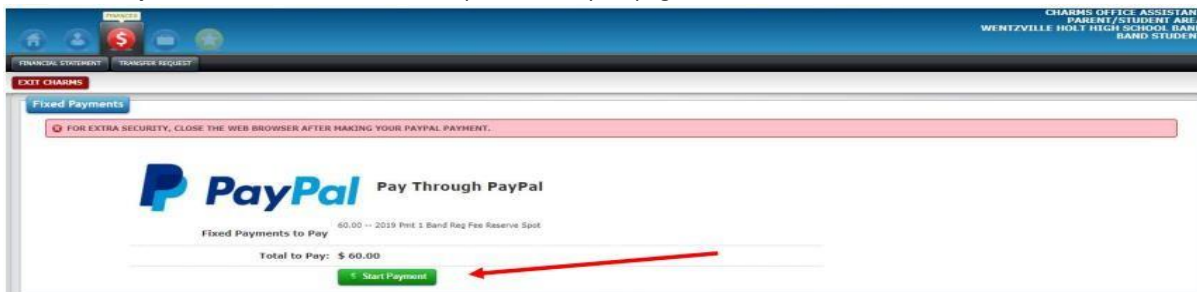 FINANCES
CHARMS OFFICE ASSISTAN
PARENT/STUDENT ARE
WENTZVILLE HOLT HIGH SCHOOL BAN
BAND STUDEN
FINANCIAL STATEMENT TRANSFER REQUEST
EXIT CHARMS
Fixed Payments
FOR EXTRA SECURITY, CLOSE THE WEB BROWSER AFTER MAKING YOUR PAYPAL PAYMENT.
PayPal Pay Through PayPal
Fixed Payments to Pay 60.00 -- 2019 Pmt 1 Band Reg Fee Reserve Spot
Total to Pay: $ 60.00
$ Start Payment